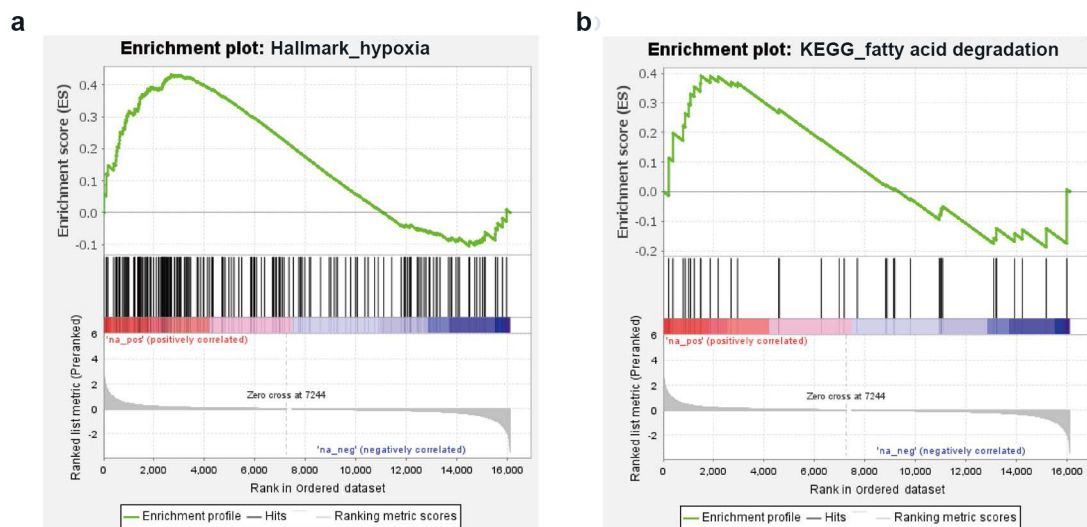 a
Enrichment plot: Hallmark_hypoxia
Enrichment score (ES)
0.4
0.3
0.2
0.1
0.0
-0.1
'na_pos' (positively correlated)
Ranked list metric (Preranked)
6
4
2
0
-2
Zero cross at 7244
'na_neg' (negatively correlated)
0 2,000 4,000 6,000 8,000 10,000 12,000 14,000 16,000
Rank in Ordered dataset
Enrichment profile Hits Ranking metric scores
b
Enrichment plot: KEGG_fatty acid degradation
Enrichment score (ES)
0.4
0.3
0.2
0.1
0.0
-0.1
-0.2
'na_pos' (positively correlated)
Ranked list metric (Preranked)
6
4
2
0
-2
Zero cross at 7244
'na_neg' (negatively correlated)
0 2,000 4,000 6,000 8,000 10,000 12,000 14,000 16,000
Rank in Ordered dataset
Enrichment profile Hits Ranking metric scores